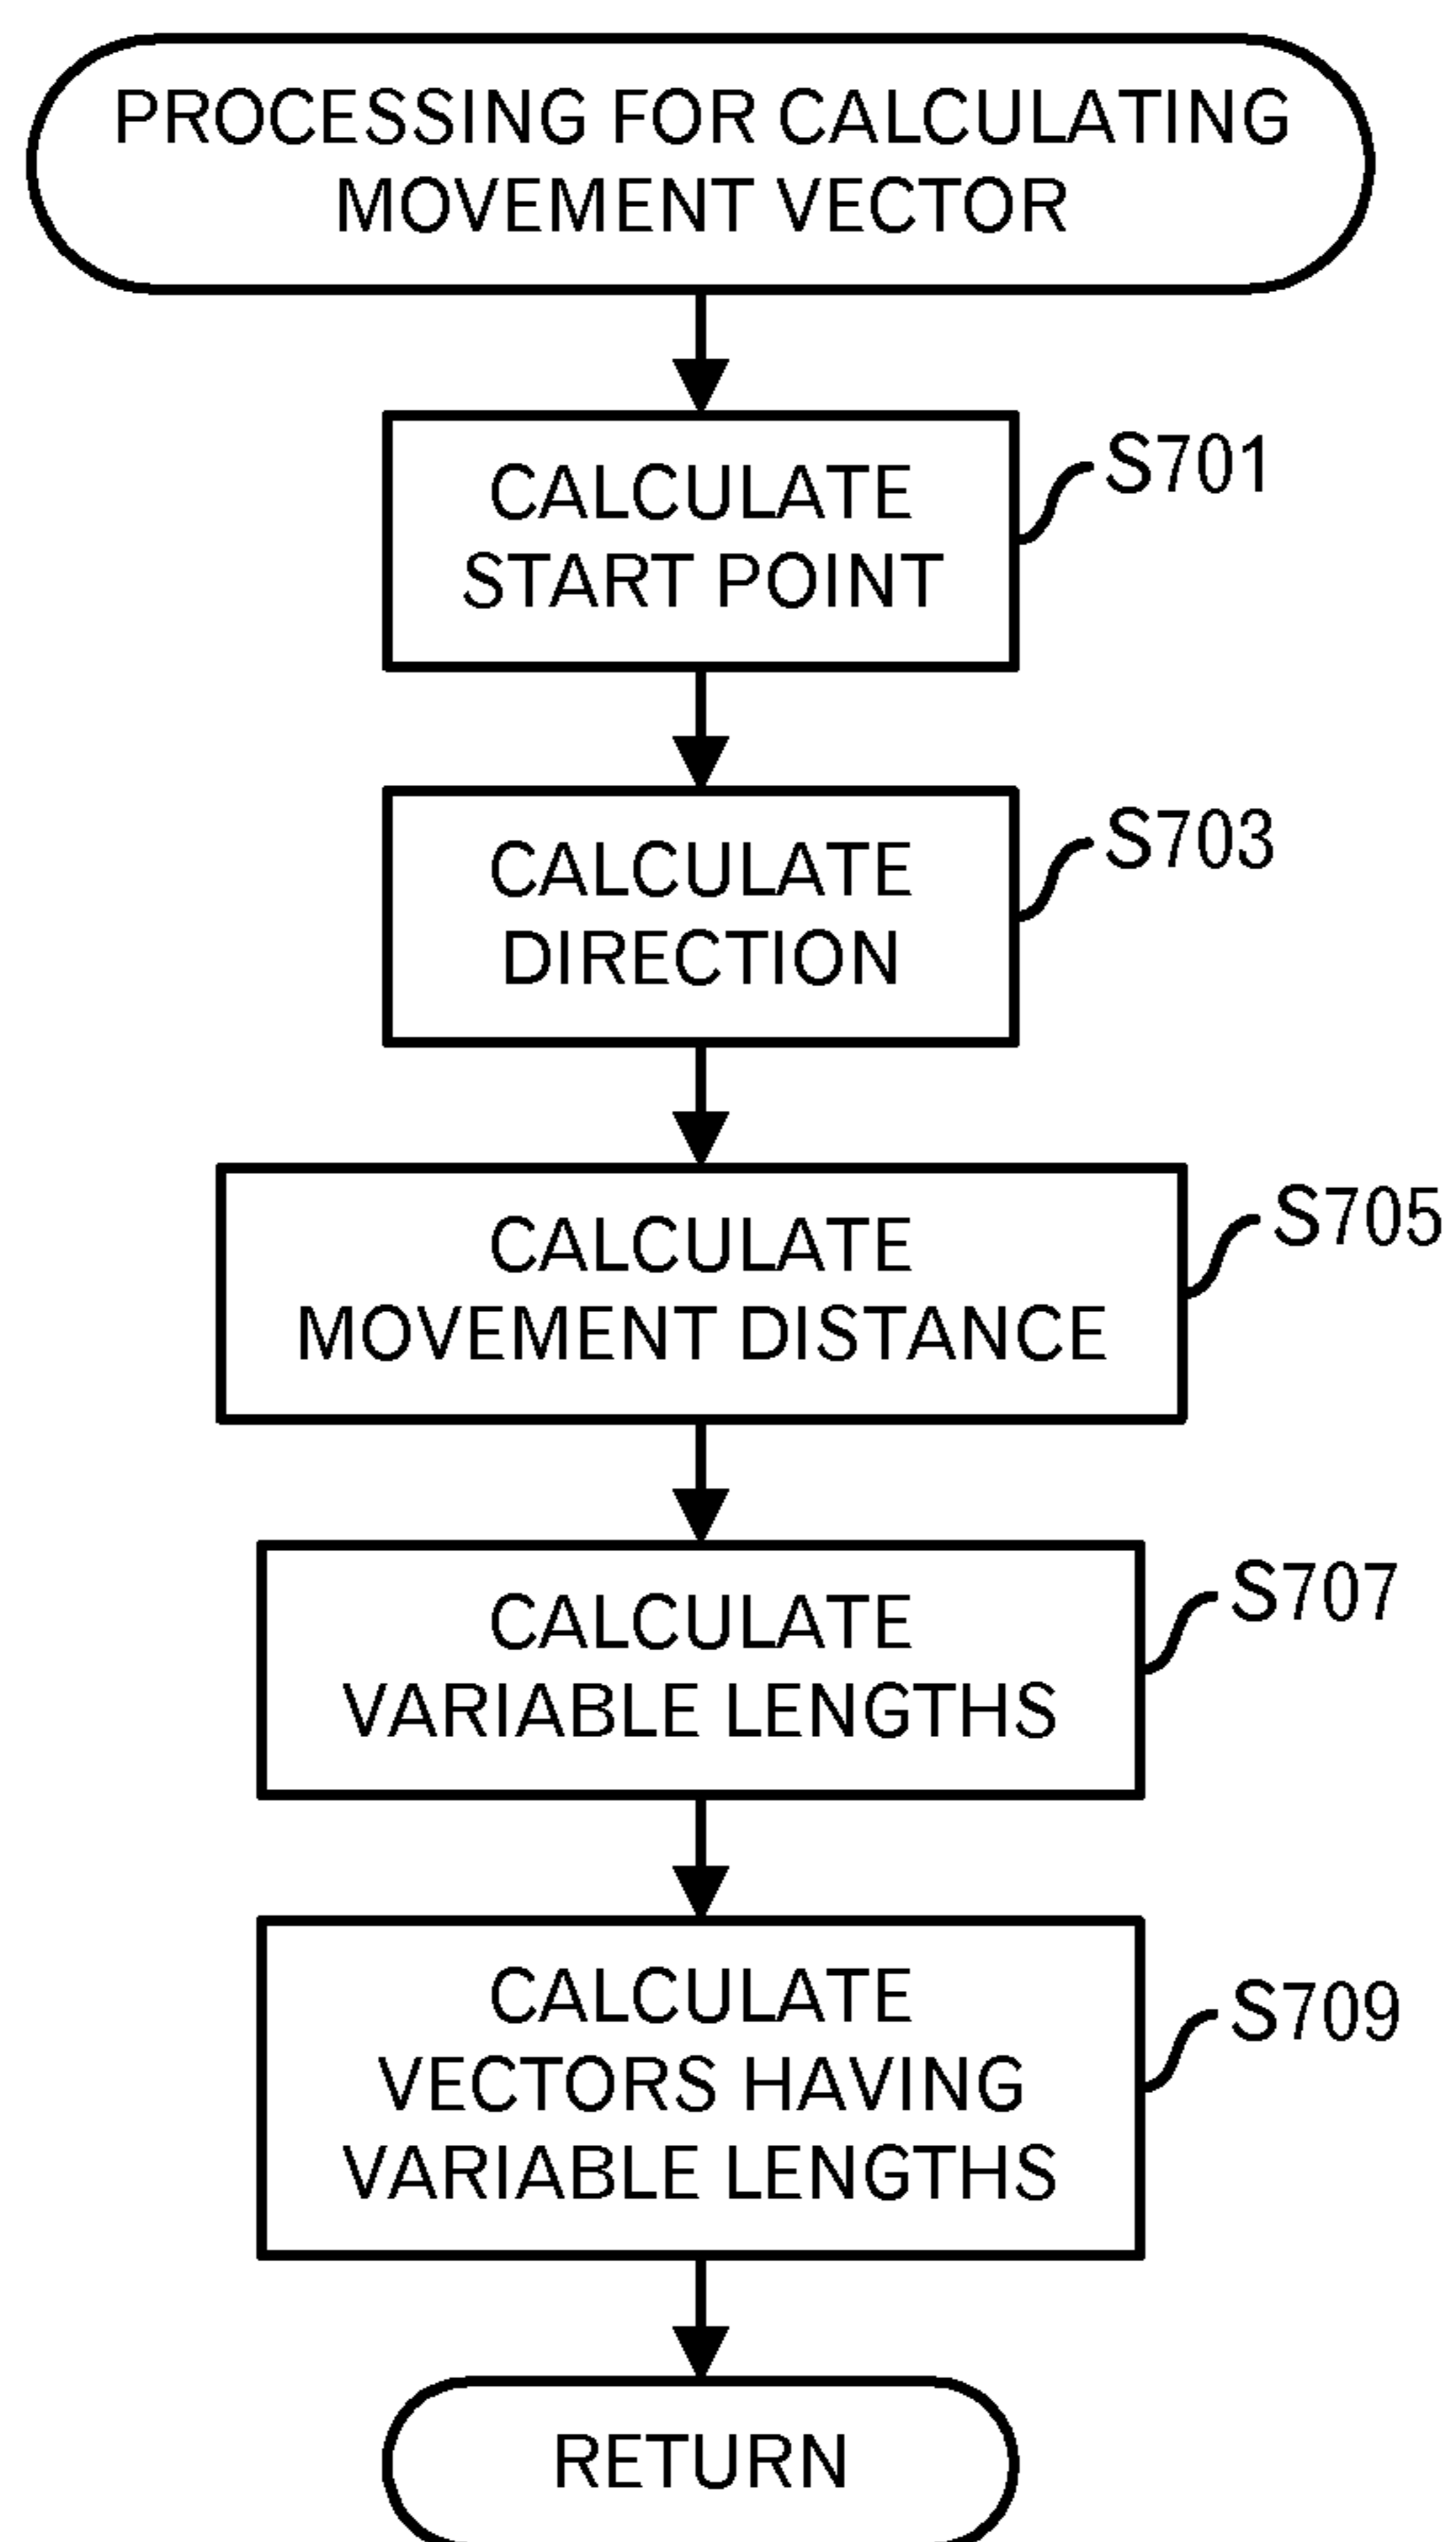 PROCESSING FOR CALCULATING
MOVEMENT VECTOR
CALCULATE
START POINT
S701
CALCULATE
DIRECTION
S703
CALCULATE
MOVEMENT DISTANCE
S705
CALCULATE
VARIABLE LENGTHS
S707
CALCULATE
VECTORS HAVING
VARIABLE LENGTHS
S709
RETURN